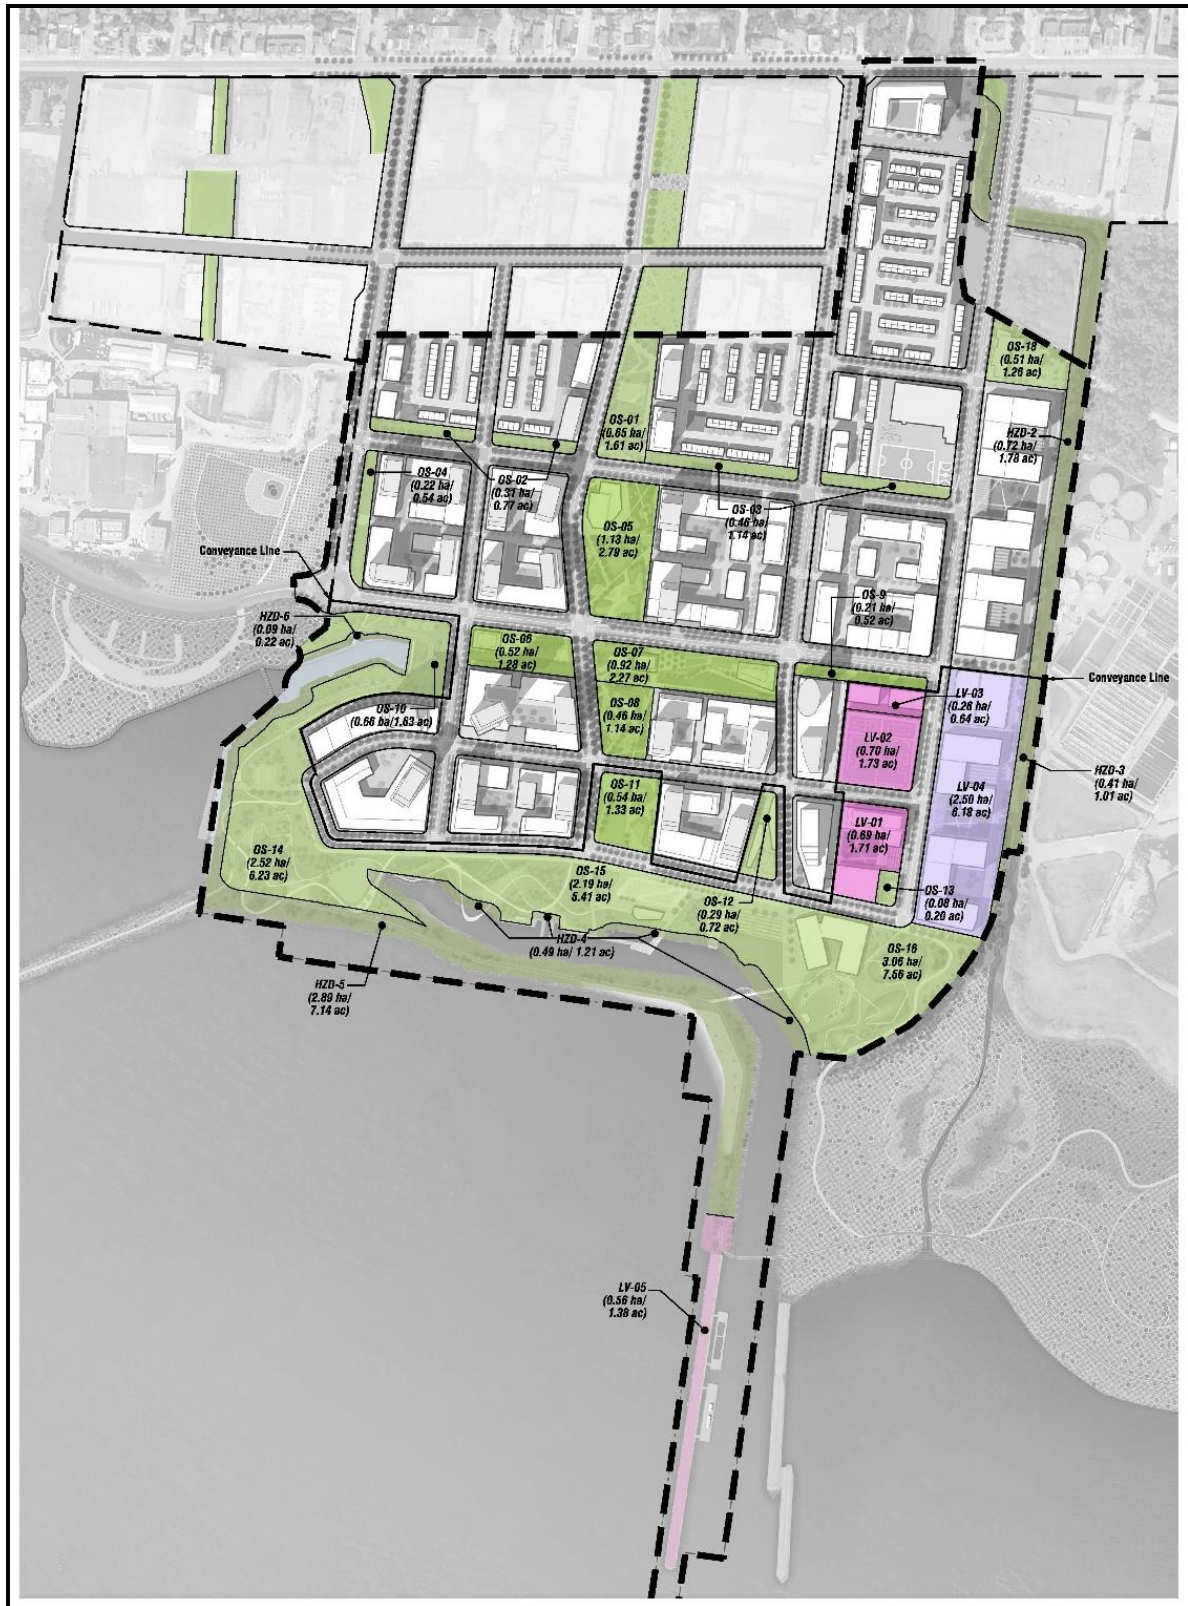 OS-18
(0.51 ha/
1.26 ac)
OS-01
(0.65 ha/
1.61 ac)
HZD-2
(0.72 ha/
1.78 ac)
OS-04
(0.22 ha/
0.54 ac)
OS-02
(0.31 ha/
0.77 ac)
OS-03
(0.46 ha/
1.14 ac)
OS-05
(1.13 ha/
2.79 ac)
Conveyance Line
OS-9
(0.21 ha/
0.52 ac)
HZD-6
(0.09 ha/
0.22 ac)
OS-06
(0.52 ha/
1.28 ac)
OS-07
(0.92 ha/
2.27 ac)
Conveyance Line
LV-03
(0.26 ha/
0.64 ac)
OS-10
(0.66 ha/1.63 ac)
OS-08
(0.46 ha/
1.14 ac)
LV-02
(0.70 ha/
1.73 ac)
HZD-3
(0.41 ha/
1.01 ac)
OS-11
(0.54 ha/
1.33 ac)
LV-04
(2.50 ha/
6.18 ac)
LV-01
(0.69 ha/
1.71 ac)
OS-14
(2.52 ha/
6.23 ac)
OS-15
(2.19 ha/
5.41 ac)
OS-12
(0.29 ha/
0.72 ac)
OS-13
(0.08 ha/
0.20 ac)
HZD-4
(0.49 ha/ 1.21 ac)
OS-16
3.06 ha/
7.56 ac)
HZD-5
(2.89 ha/
7.14 ac)
LV-05
(0.56 ha/
1.38 ac)